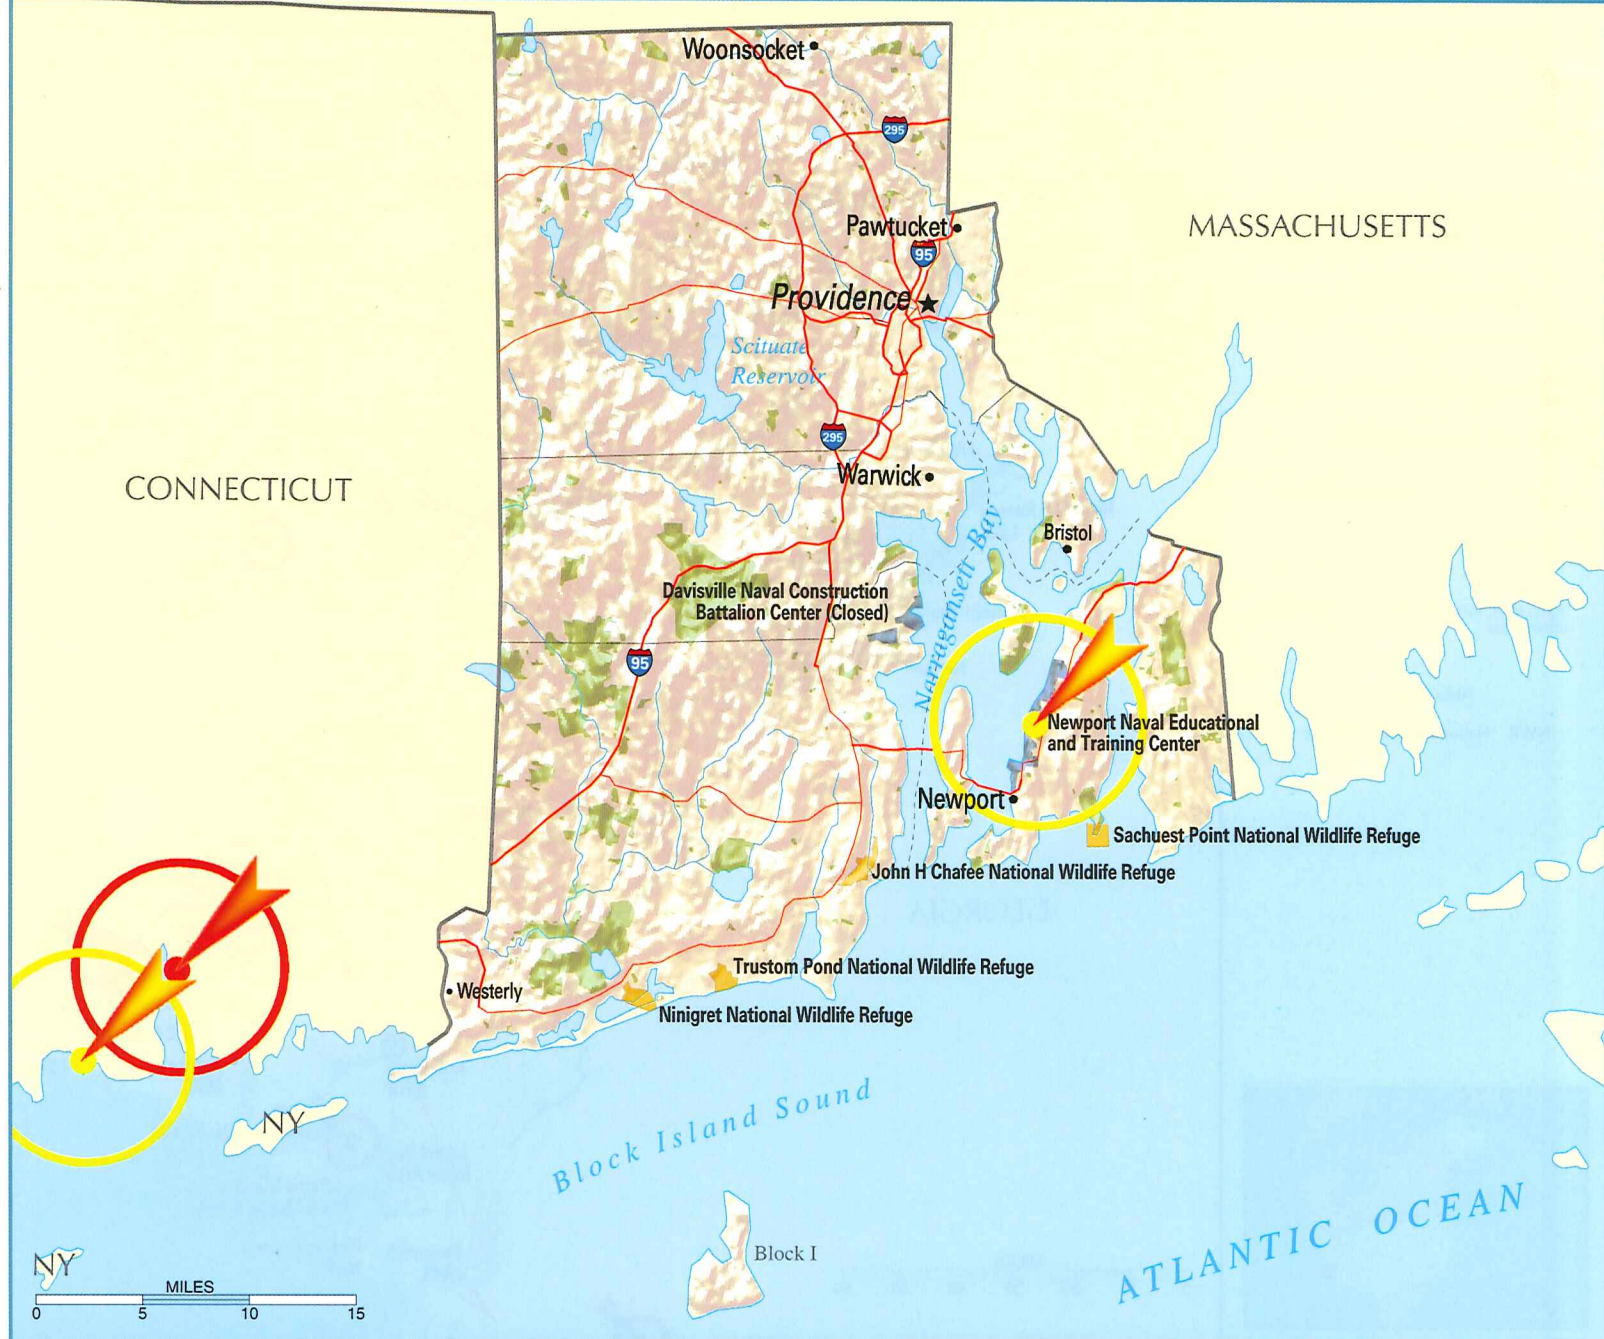 Woonsocket
295
Pawtucket
MASSACHUSETTS
95
Providence
Scituate
Reservoir
295
Warwick
CONNECTICUT
Bristol
Narragansett Bay
Davisville Naval Construction
Battalion Center (Closed)
95
Newport Naval Educational
and Training Center
Newport
Sachuest Point National Wildlife Refuge
John H Chafee National Wildlife Refuge
Trustom Pond National Wildlife Refuge
Westerly
Ninigret National Wildlife Refuge
NY
Block Island Sound
Block I
ATLANTIC OCEAN
NY
MILES
0 5 10 15